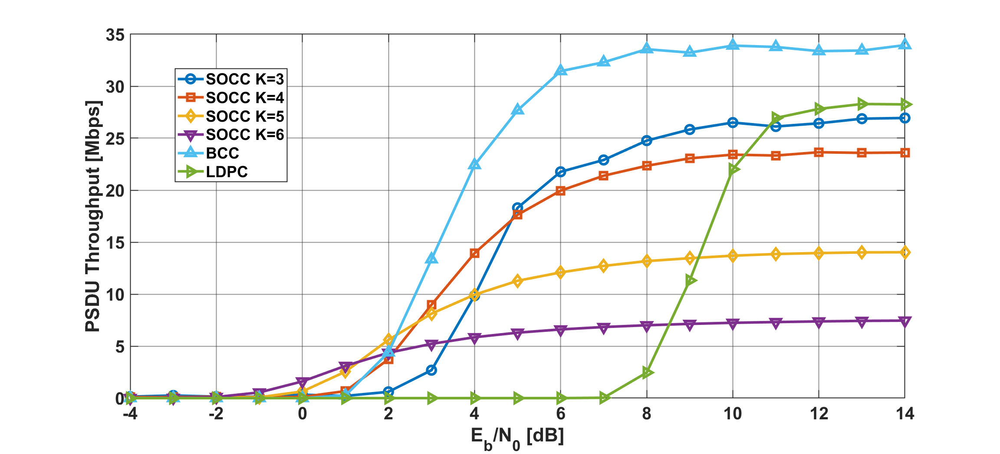 35
30
25
20
15
10
5
0
PSDU Throughput [Mbps]
SOCC K=3
SOCC K=4
SOCC K=5
SOCC K=6
BCC
LDPC
-4 -2 0 2 4 6 8 10 12 14
Eb/N0 [dB]